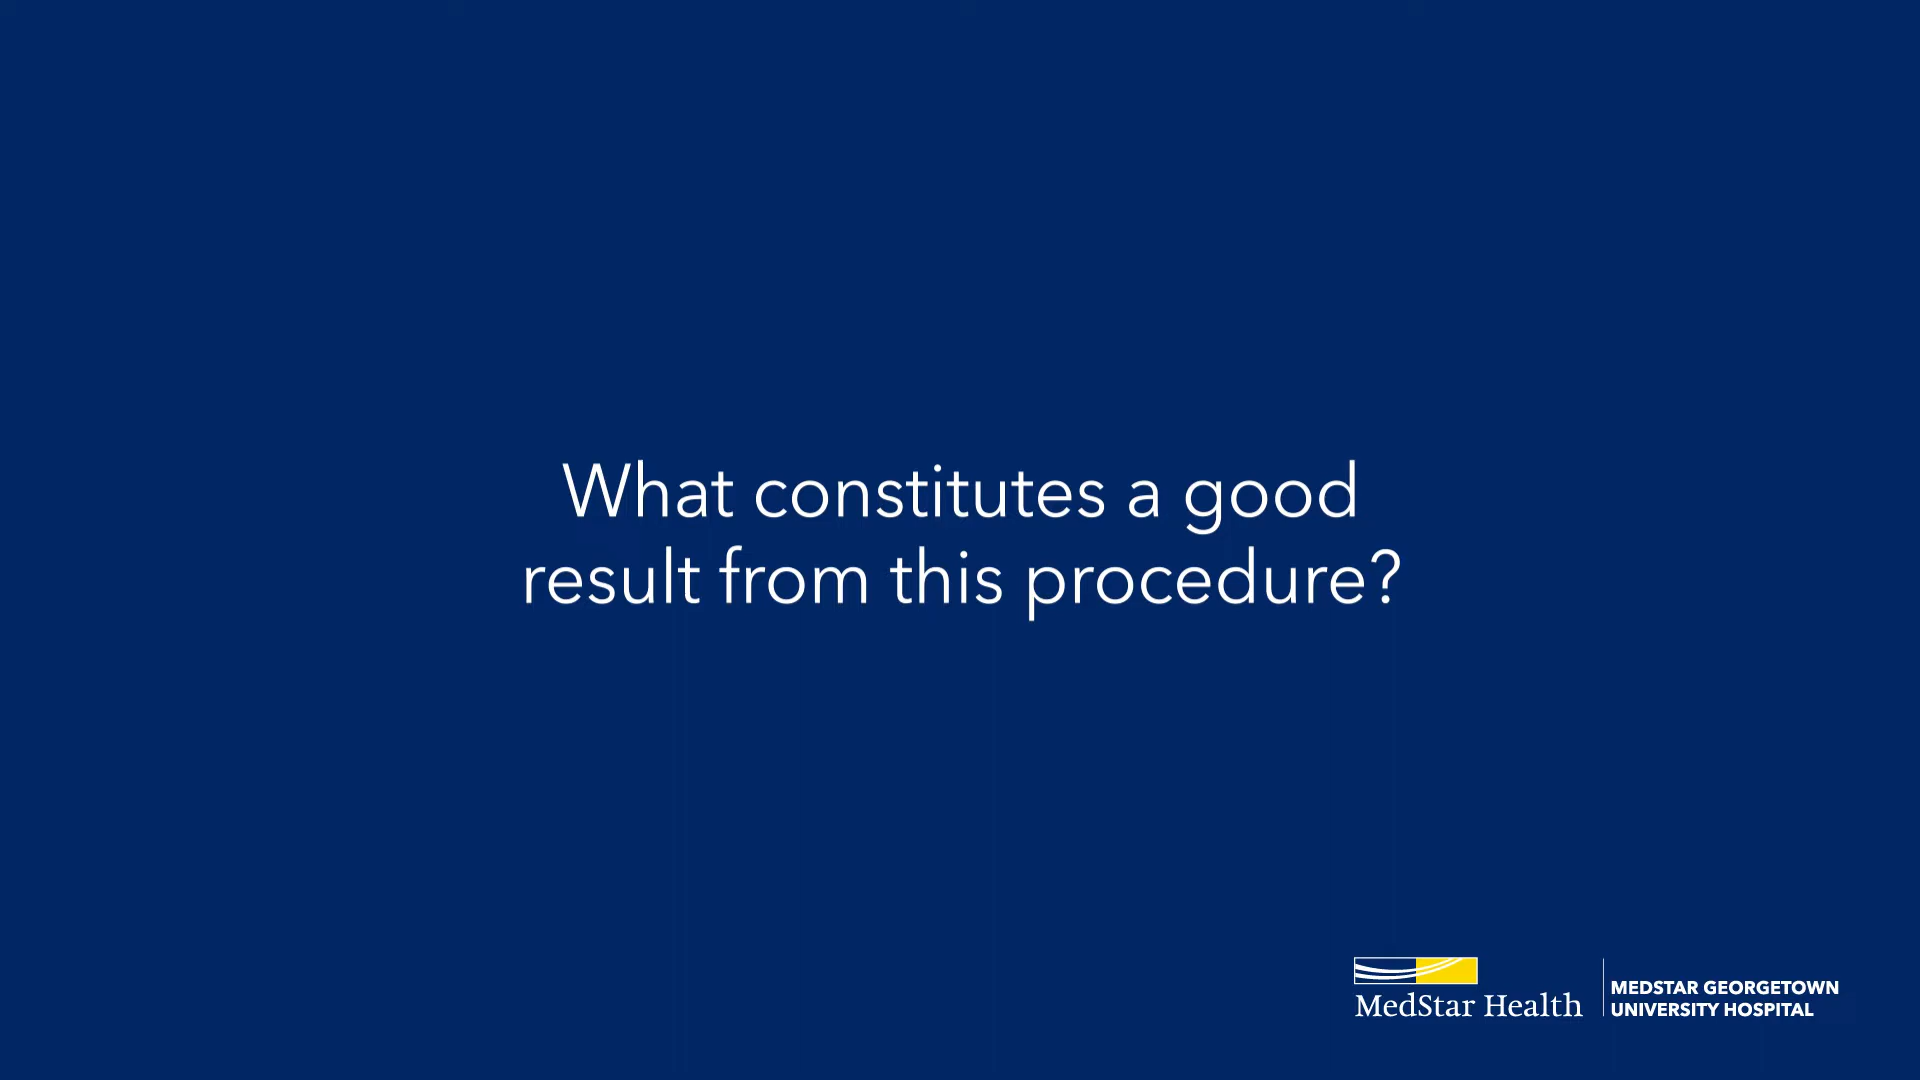 What constitutes a good
result from this procedure?
MedStar Health
MEDSTAR GEORGETOWN
UNIVERSITY HOSPITAL